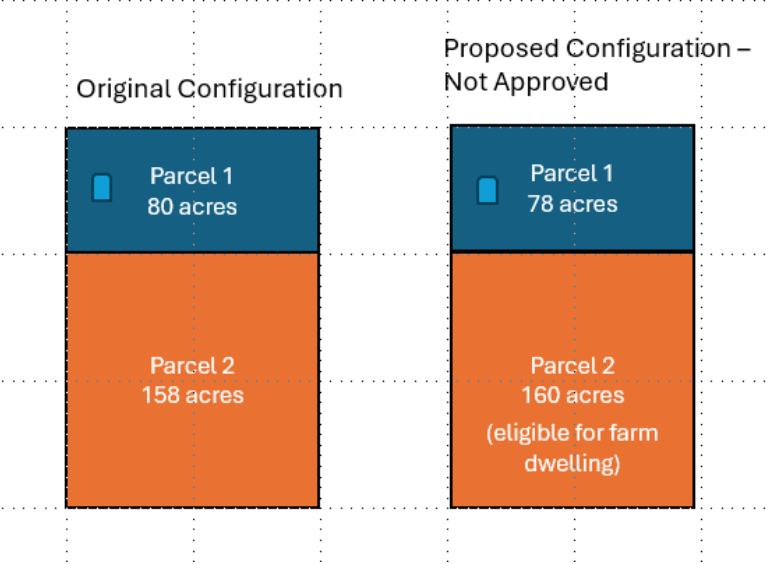 Original Configuration
Parcel 1
80 acres
Parcel 2
158 acres
Proposed Configuration –
Not Approved
Parcel 1
78 acres
Parcel 2
160 acres
(eligible for farm
dwelling)